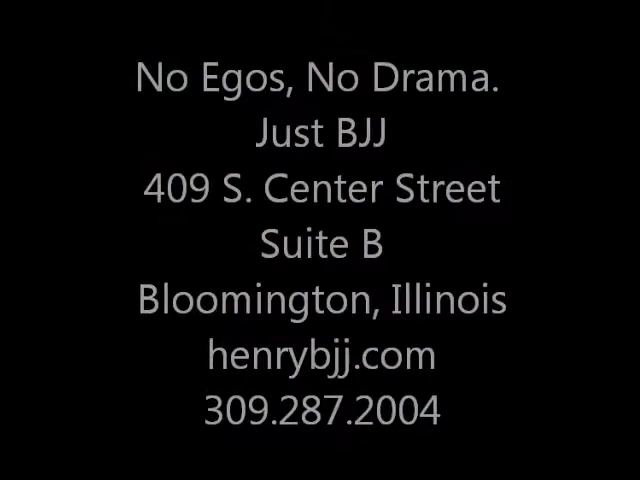 No Egos, No Drama.
Just BJJ
409 S. Center Street
Suite B
Bloomington, Illinois
henrybjj.com
309.287.2004